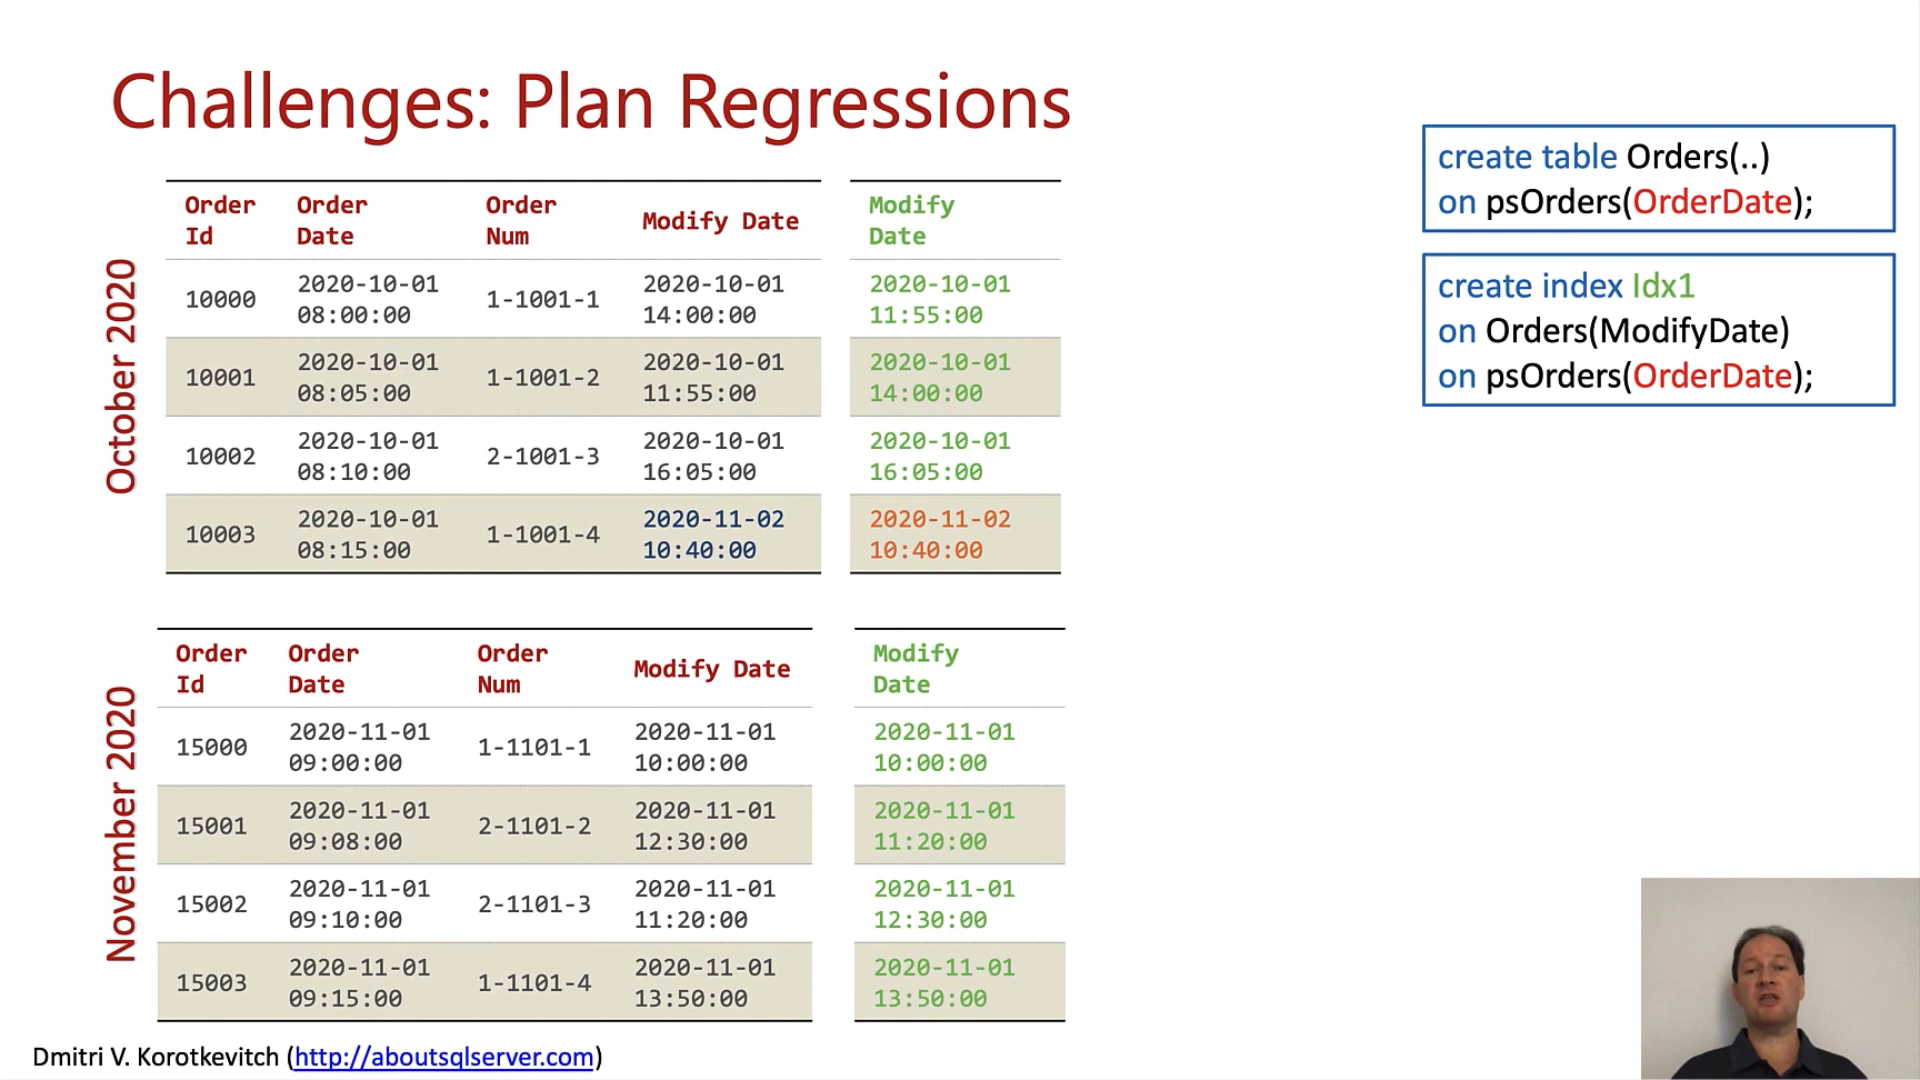 Challenges: Plan Regressions
create table Orders(..)
on psOrders(OrderDate);
create index Idx1
on Orders(ModifyDate)
on psOrders(OrderDate);
October 2020
Order Id Order Date Order Num Modify Date Modify Date
10000 2020-10-01 08:00:00 1-1001-1 2020-10-01 14:00:00 2020-10-01 11:55:00
10001 2020-10-01 08:05:00 1-1001-2 2020-10-01 11:55:00 2020-10-01 14:00:00
10002 2020-10-01 08:10:00 2-1001-3 2020-10-01 16:05:00 2020-10-01 16:05:00
10003 2020-10-01 08:15:00 1-1001-4 2020-11-02 10:40:00 2020-11-02 10:40:00
November 2020
Order Id Order Date Order Num Modify Date Modify Date
15000 2020-11-01 09:00:00 1-1101-1 2020-11-01 10:00:00 2020-11-01 10:00:00
15001 2020-11-01 09:08:00 2-1101-2 2020-11-01 12:30:00 2020-11-01 11:20:00
15002 2020-11-01 09:10:00 2-1101-3 2020-11-01 11:20:00 2020-11-01 12:30:00
15003 2020-11-01 09:15:00 1-1101-4 2020-11-01 13:50:00 2020-11-01 13:50:00
Dmitri V. Korotkevitch (http://aboutsqlserver.com)